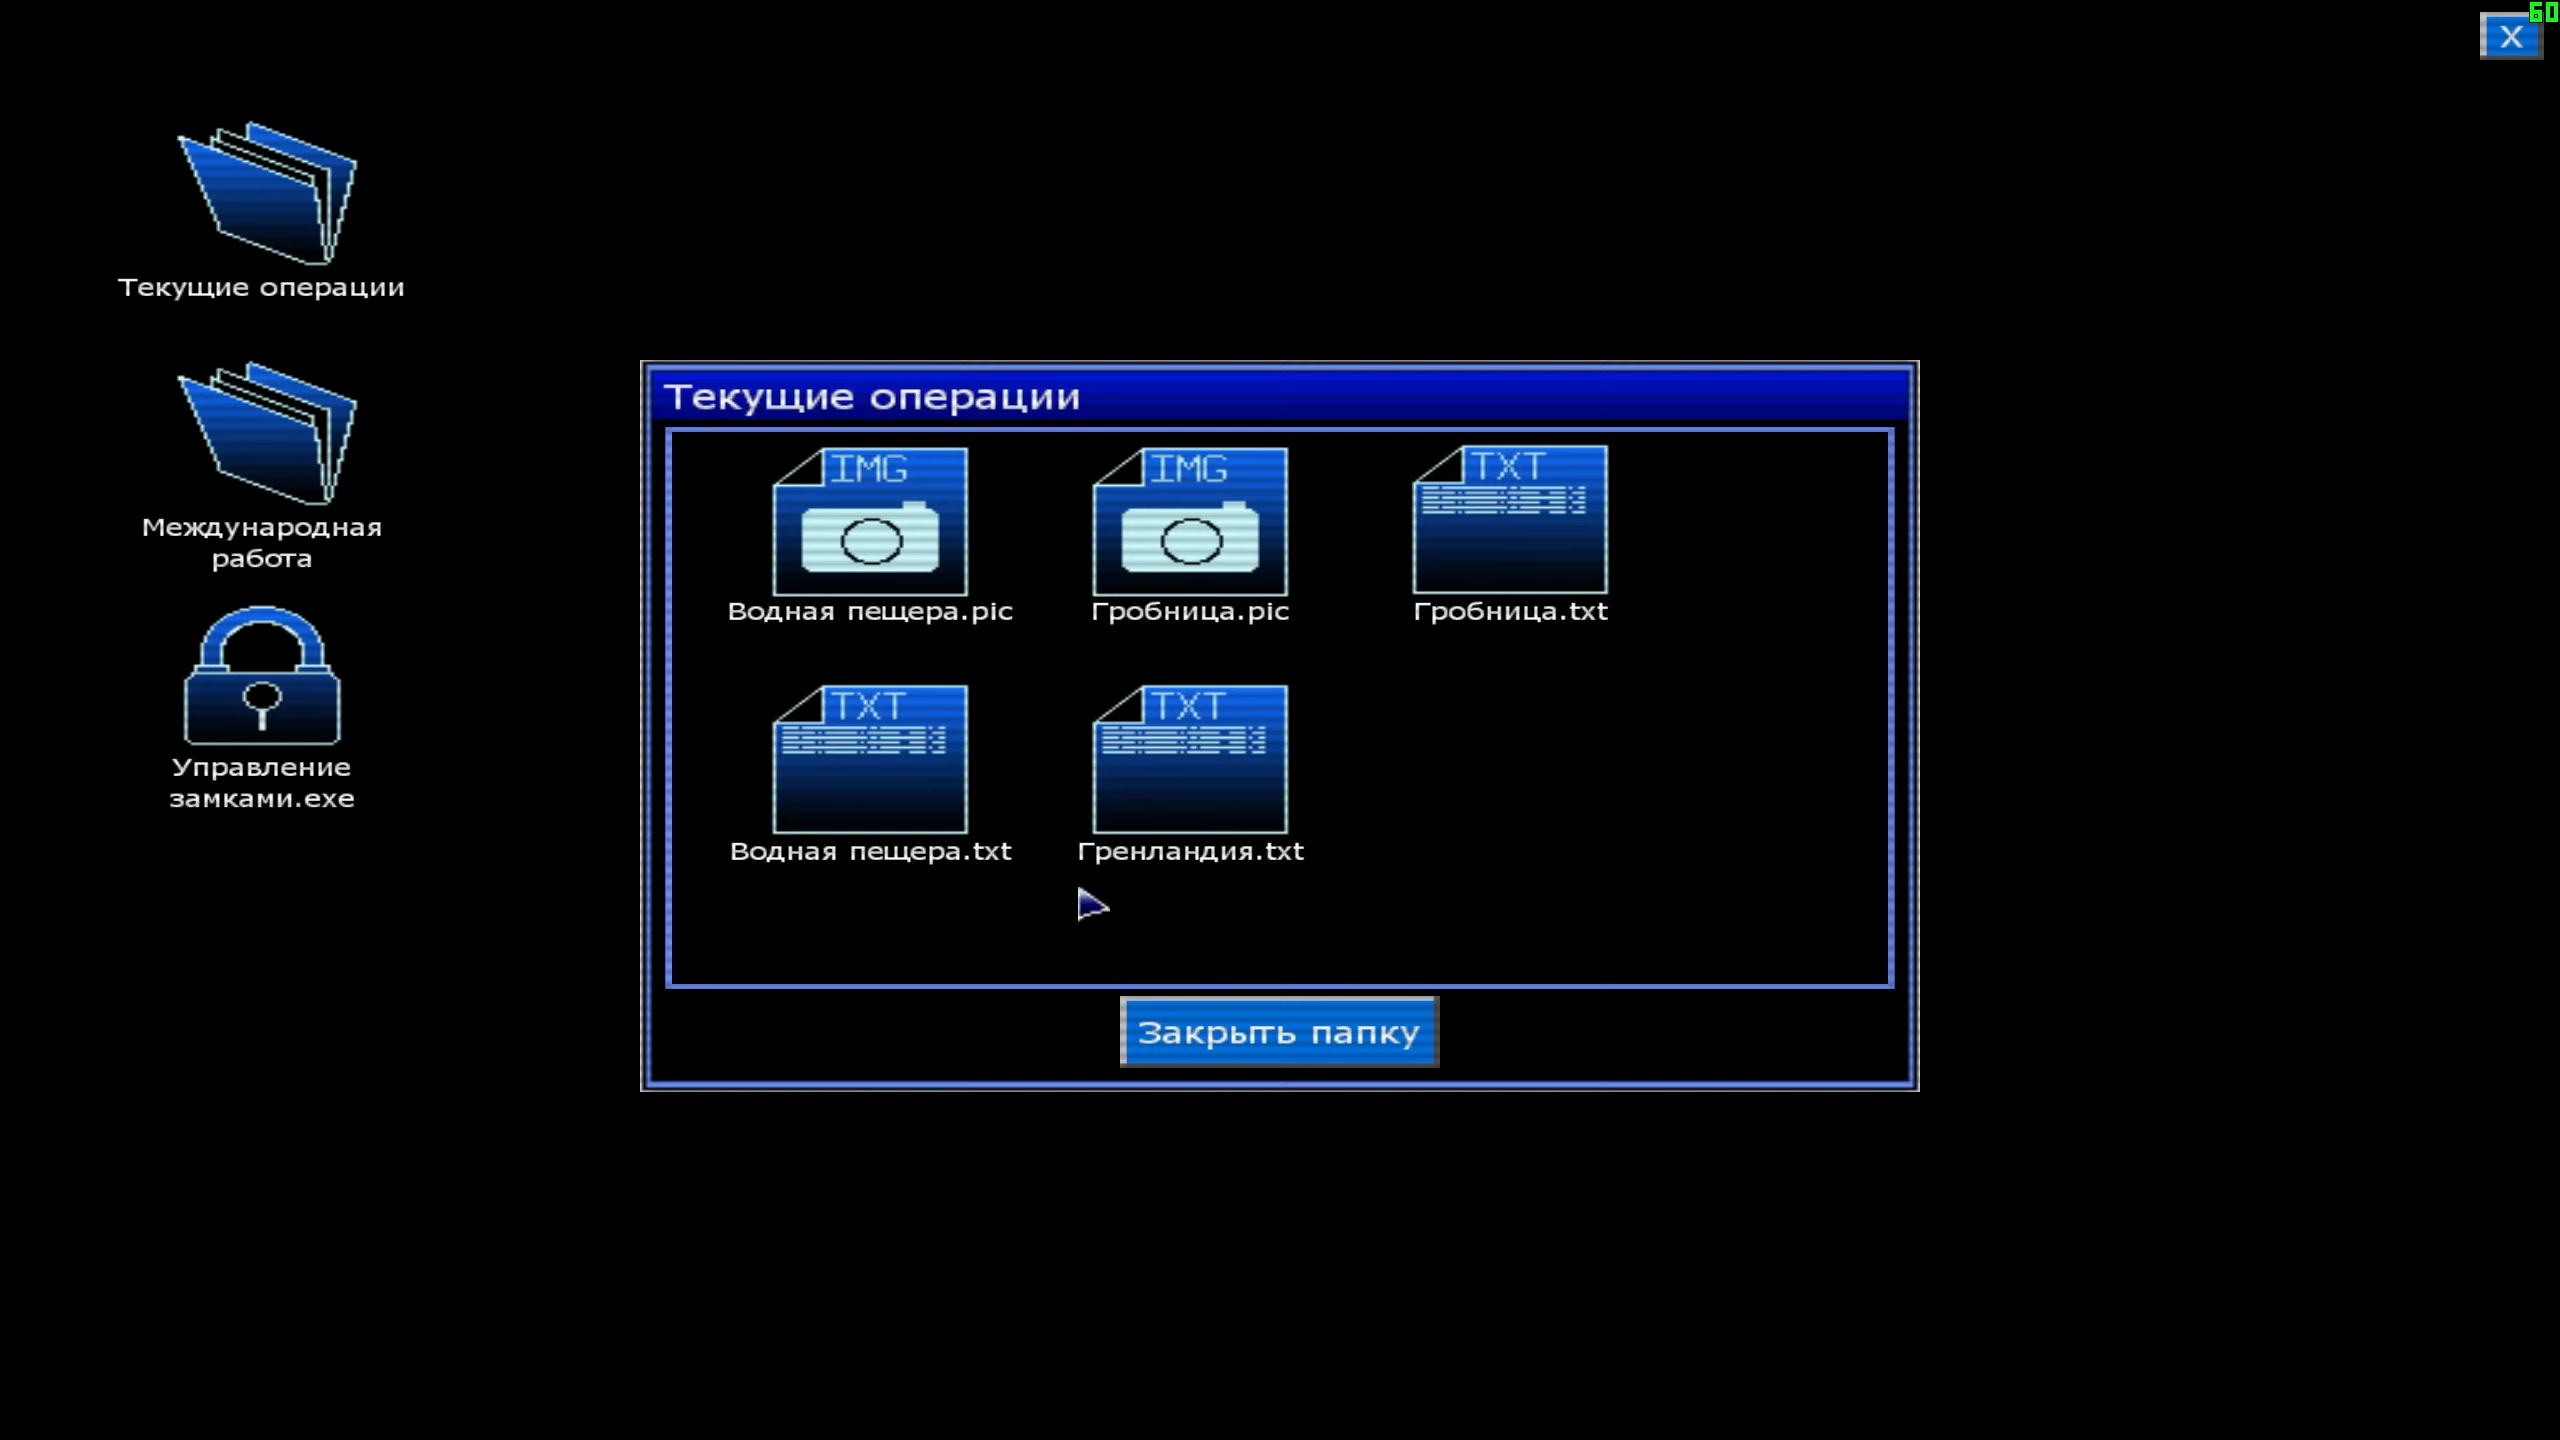 60
X
Текущие операции
Международная
работа
Управление
замками.exe
Текущие операции
IMG
IMG
TXT
Водная пещера.pic
Гробница.pic
Гробница.txt
TXT
TXT
Водная пещера.txt
Гренландия.txt
Закрыть папку